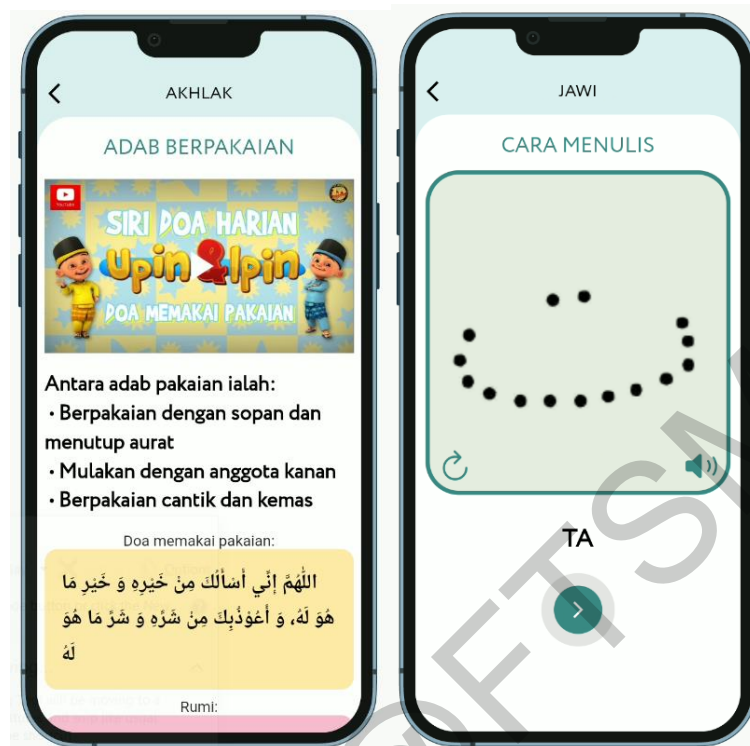 AKHLAK
ADAB BERPAKAIAN
YouTube
SIRI DOA HARIAN
Upin & Ipin
DOA MEMAKAI PAKAIAN
Antara adab pakaian ialah:
• Berpakaian dengan sopan dan
menutup aurat
• Mulakan dengan anggota kanan
• Berpakaian cantik dan kemas
Doa memakai pakaian:
اللّٰهُمَّ إِنِّي أَسْأَلُكَ مِنْ خَيْرِهِ وَ خَيْرِ مَا
هُوَ لَهُ، وَ أَعُوْذُبِكَ مِنْ شَرِّهِ وَ شَرِّ مَا هُوَ
لَهُ
Rumi:
JAWI
CARA MENULIS
TA
FTSM